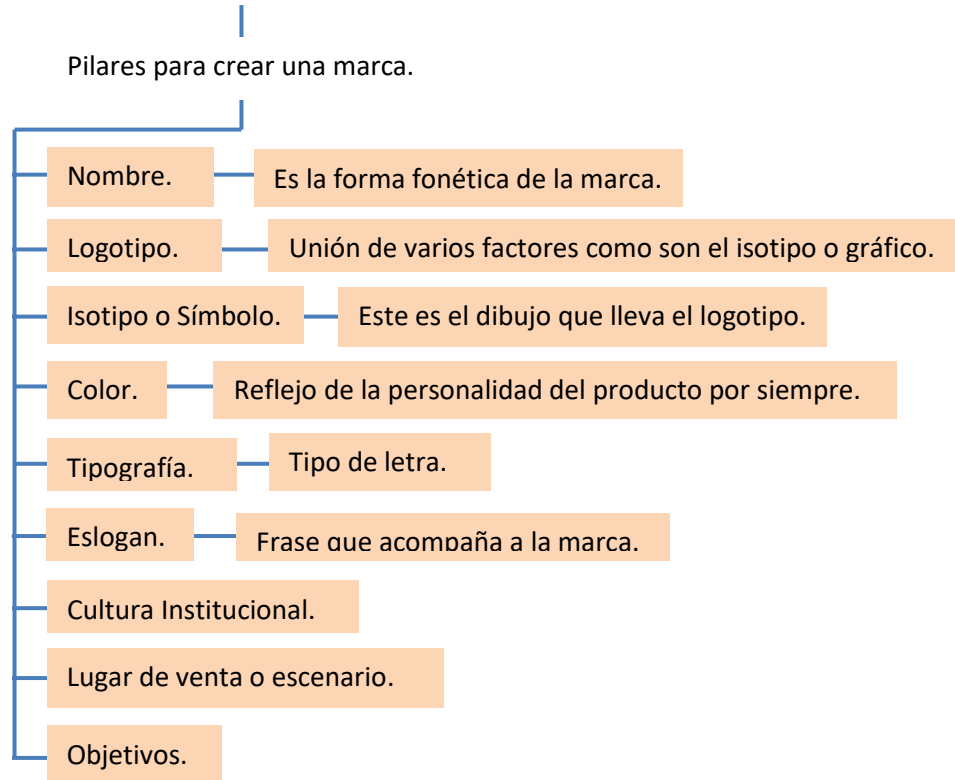 Pilares para crear una marca.
Nombre.
Es la forma fonética de la marca.
Logotipo.
Unión de varios factores como son el isotipo o gráfico.
Isotipo o Símbolo.
Este es el dibujo que lleva el logotipo.
Color.
Reflejo de la personalidad del producto por siempre.
Tipografía.
Tipo de letra.
Eslogan.
Frase que acompaña a la marca.
Cultura Institucional.
Lugar de venta o escenario.
Objetivos.